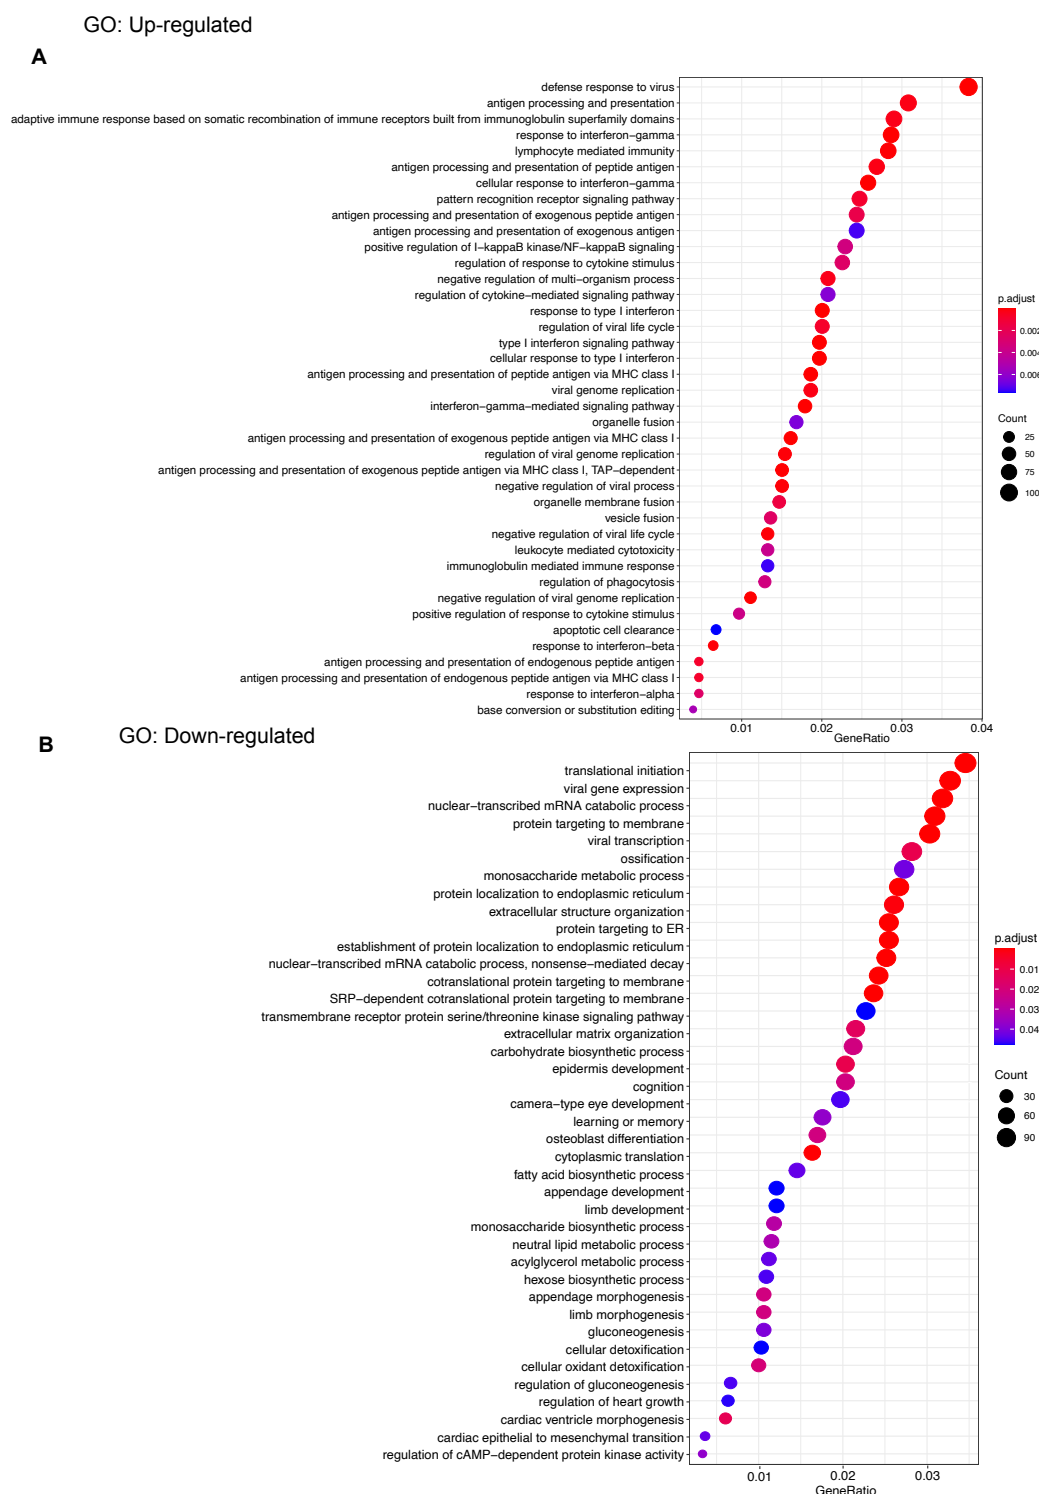 GO: Up-regulated
A
defense response to virus
antigen processing and presentation
adaptive immune response based on somatic recombination of immune receptors built from immunoglobulin superfamily domains
response to interferon−gamma
lymphocyte mediated immunity
antigen processing and presentation of peptide antigen
cellular response to interferon−gamma
pattern recognition receptor signaling pathway
antigen processing and presentation of exogenous peptide antigen
antigen processing and presentation of exogenous antigen
positive regulation of I−kappaB kinase/NF−kappaB signaling
regulation of response to cytokine stimulus
negative regulation of multi−organism process
regulation of cytokine−mediated signaling pathway
response to type I interferon
regulation of viral life cycle
type I interferon signaling pathway
cellular response to type I interferon
antigen processing and presentation of peptide antigen via MHC class I
viral genome replication
interferon−gamma−mediated signaling pathway
organelle fusion
antigen processing and presentation of exogenous peptide antigen via MHC class I
regulation of viral genome replication
antigen processing and presentation of exogenous peptide antigen via MHC class I, TAP−dependent
negative regulation of viral process
organelle membrane fusion
vesicle fusion
negative regulation of viral life cycle
leukocyte mediated cytotoxicity
immunoglobulin mediated immune response
regulation of phagocytosis
negative regulation of viral genome replication
positive regulation of response to cytokine stimulus
apoptotic cell clearance
response to interferon−beta
antigen processing and presentation of endogenous peptide antigen
antigen processing and presentation of endogenous peptide antigen via MHC class I
response to interferon−alpha
base conversion or substitution editing
0.01 0.02 0.03 0.04
GeneRatio
p.adjust
0.002
0.004
0.006
Count
25
50
75
100
B
GO: Down-regulated
translational initiation
viral gene expression
nuclear−transcribed mRNA catabolic process
protein targeting to membrane
viral transcription
ossification
monosaccharide metabolic process
protein localization to endoplasmic reticulum
extracellular structure organization
protein targeting to ER
establishment of protein localization to endoplasmic reticulum
nuclear−transcribed mRNA catabolic process, nonsense−mediated decay
cotranslational protein targeting to membrane
SRP−dependent cotranslational protein targeting to membrane
transmembrane receptor protein serine/threonine kinase signaling pathway
extracellular matrix organization
carbohydrate biosynthetic process
epidermis development
cognition
camera−type eye development
learning or memory
osteoblast differentiation
cytoplasmic translation
fatty acid biosynthetic process
appendage development
limb development
monosaccharide biosynthetic process
neutral lipid metabolic process
acylglycerol metabolic process
hexose biosynthetic process
appendage morphogenesis
limb morphogenesis
gluconeogenesis
cellular detoxification
cellular oxidant detoxification
regulation of gluconeogenesis
regulation of heart growth
cardiac ventricle morphogenesis
cardiac epithelial to mesenchymal transition
regulation of cAMP−dependent protein kinase activity
0.01 0.02 0.03
GeneRatio
p.adjust
0.01
0.02
0.03
0.04
Count
30
60
90